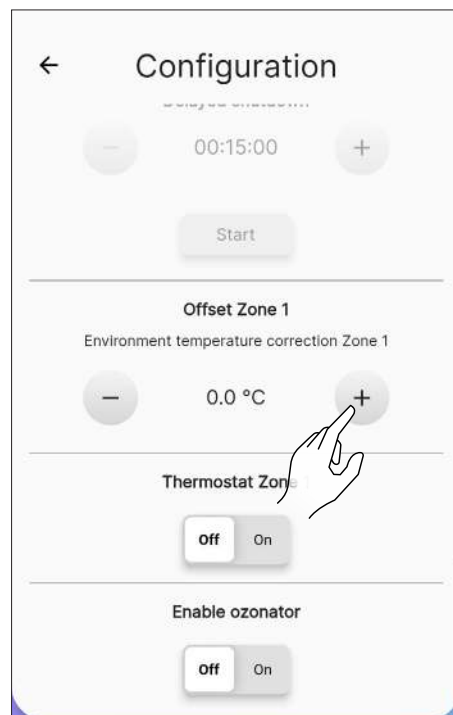 Configuration
00:15:00
Start
Offset Zone 1
Environment temperature correction Zone 1
0.0 °C
Thermostat Zone
Off On
Enable ozonator
Off On